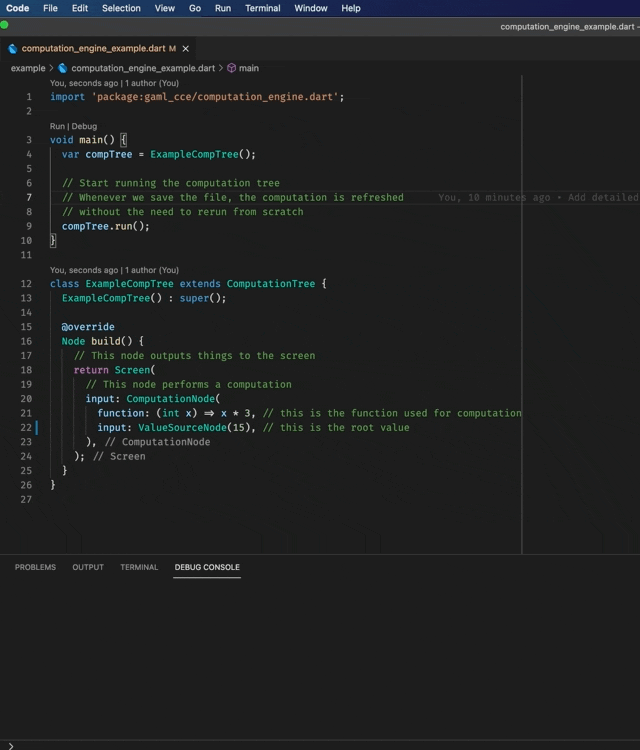 Code File Edit Selection View Go Run Terminal Window Help
computation_engine_example.dart -
computation_engine_example.dart M ×
example > computation_engine_example.dart > main
You, seconds ago | 1 author (You)
1 import 'package:gaml_cce/computation_engine.dart';
2
Run | Debug
3 void main() {
4 var compTree = ExampleCompTree();
5
6 // Start running the computation tree
7 // Whenever we save the file, the computation is refreshed You, 10 minutes ago • Add detailed
8 // without the need to rerun from scratch
9 compTree.run();
10 }
11
You, seconds ago | 1 author (You)
12 class ExampleCompTree extends ComputationTree {
13 ExampleCompTree() : super();
14
15 @override
16 Node build() {
17 // This node outputs things to the screen
18 return Screen(
19 // This node performs a computation
20 input: ComputationNode(
21 function: (int x) => x * 3, // this is the function used for computation
22 input: ValueSourceNode(15), // this is the root value
23 ), // ComputationNode
24 ); // Screen
25 }
26 }
27
PROBLEMS OUTPUT TERMINAL DEBUG CONSOLE
>